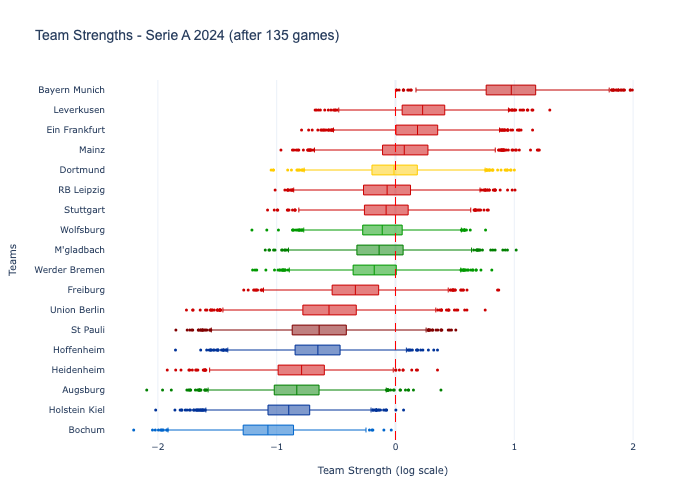 Team Strengths - Serie A 2024 (after 135 games)
Bayern Munich
Leverkusen
Ein Frankfurt
Mainz
Dortmund
RB Leipzig
Stuttgart
Wolfsburg
M'gladbach
Werder Bremen
Freiburg
Union Berlin
St Pauli
Hoffenheim
Heidenheim
Augsburg
Holstein Kiel
Bochum
Teams
−2 −1 0 1 2
Team Strength (log scale)